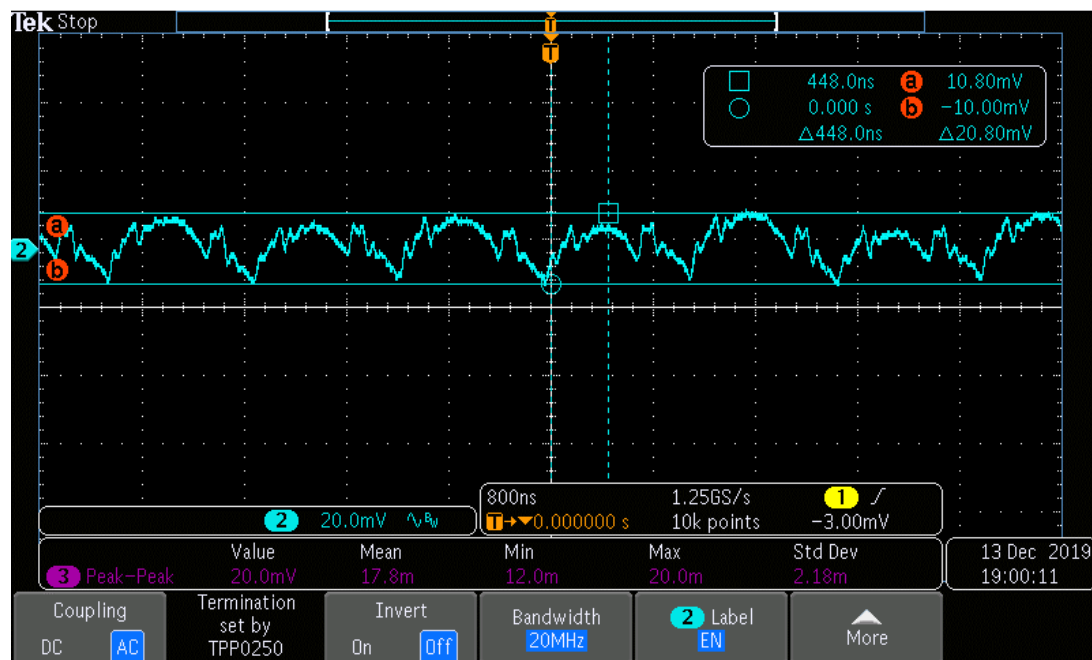 Tek Stop
T
T
448.0ns a 10.80mV
0.000 s b −10.00mV
△448.0ns △20.80mV
a
2
b
800ns 1.25GS/s 1
2 20.0mV BW T→▼0.000000 s 10k points −3.00mV
Value Mean Min Max Std Dev
3 Peak−Peak 20.0mV 17.8m 12.0m 20.0m 2.18m
13 Dec 2019
19:00:11
Coupling
DC AC
Termination
set by
TPP0250
Invert
On Off
Bandwidth
20MHz
2 Label
EN
More